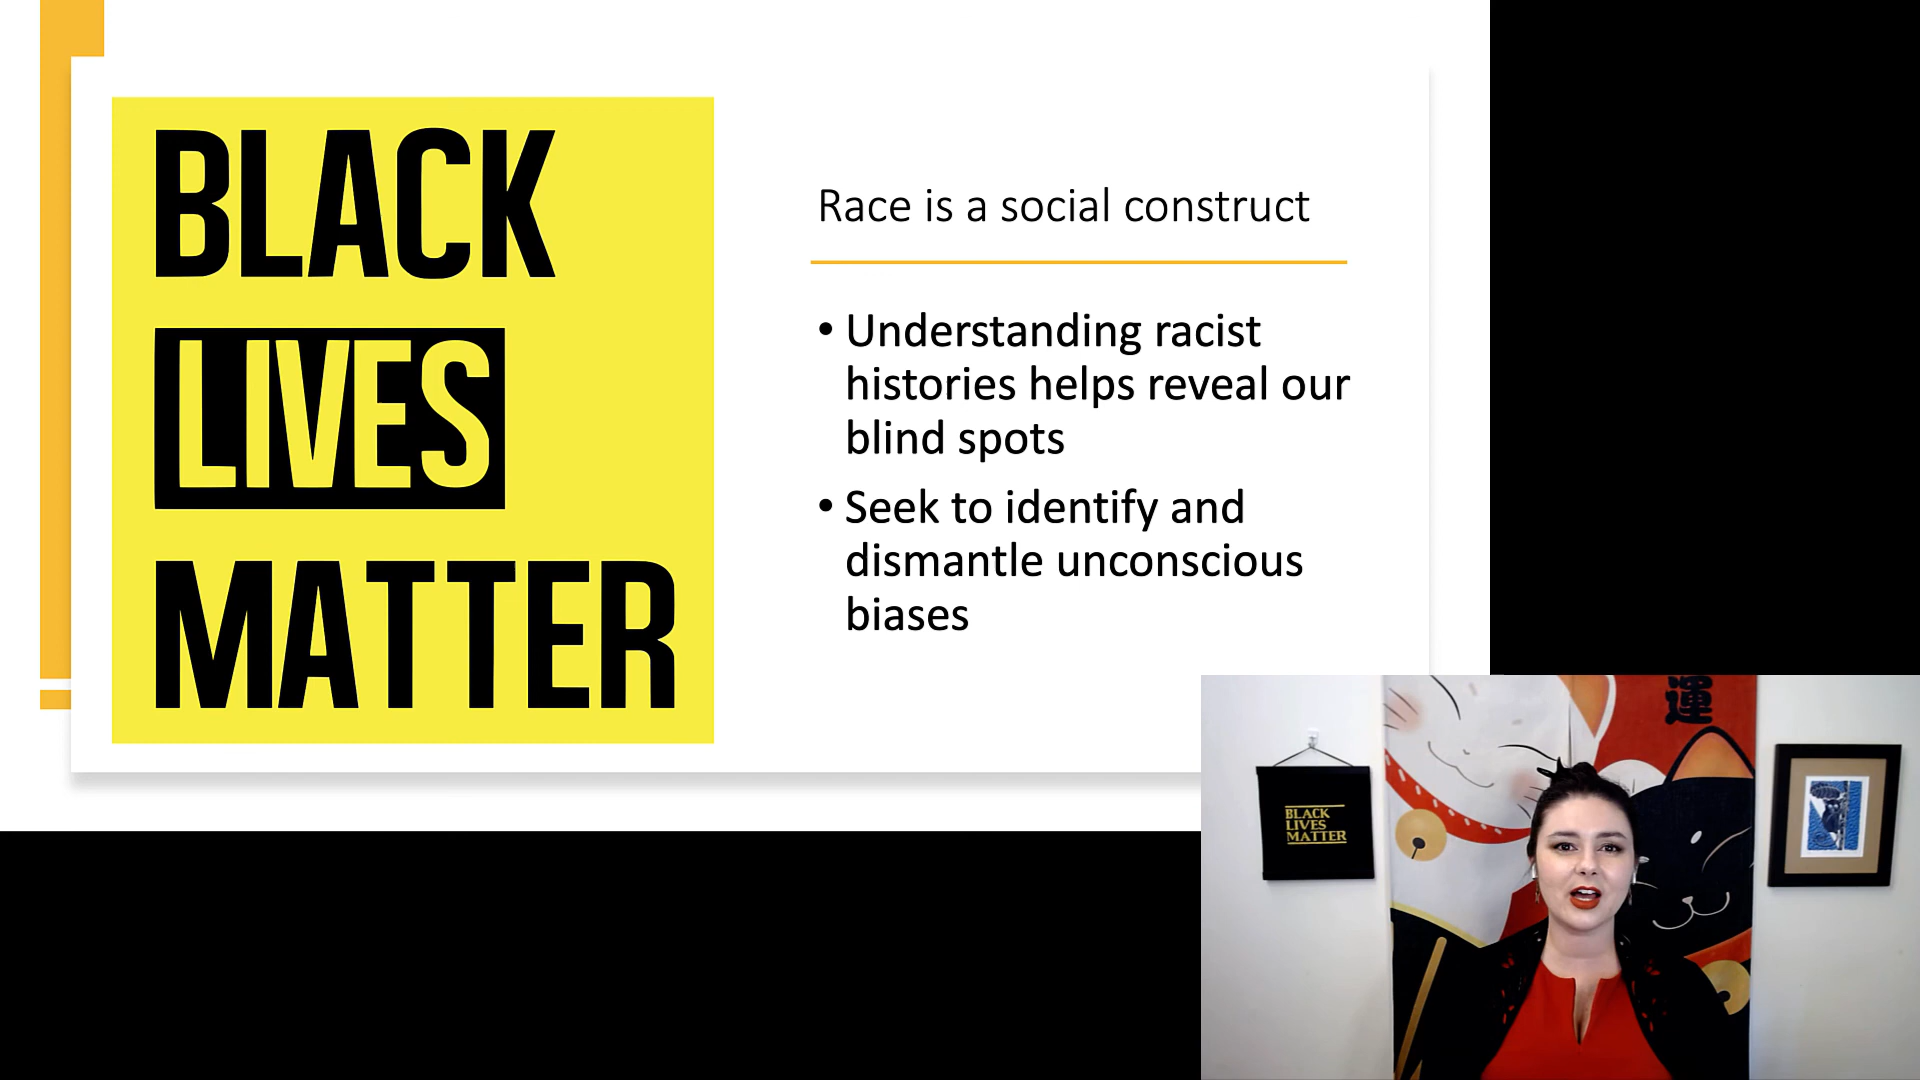 BLACK
LIVES
MATTER
Race is a social construct
• Understanding racist
histories helps reveal our
blind spots
• Seek to identify and
dismantle unconscious
biases
運
BLACK
LIVES
MATTER